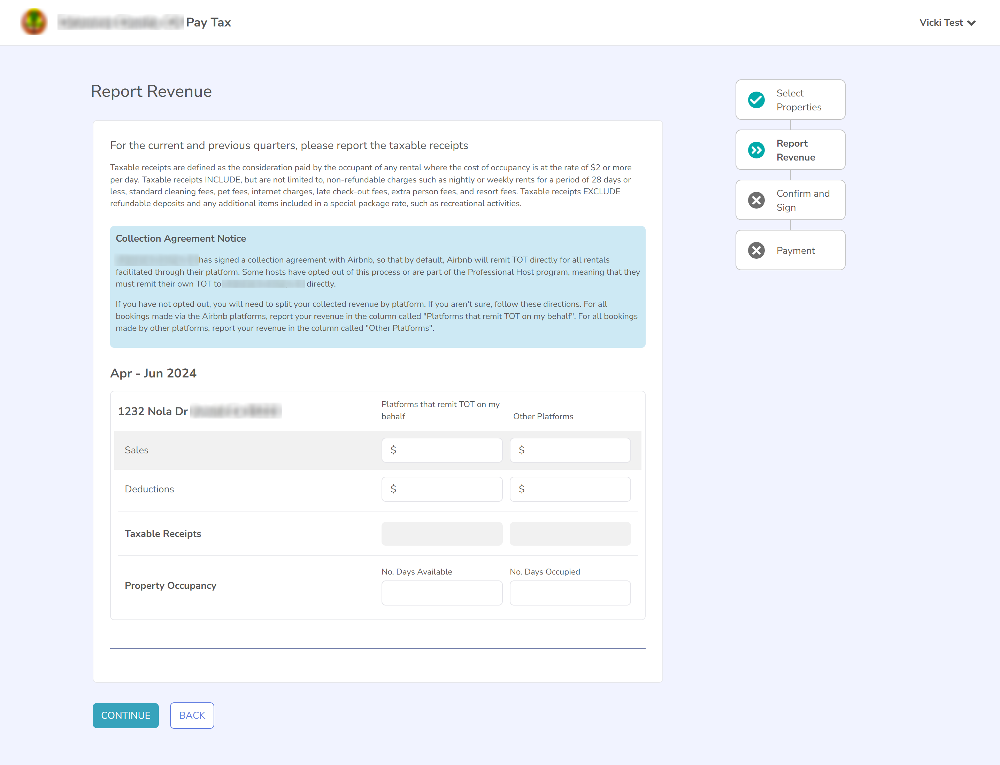 Pay Tax
Vicki Test
Report Revenue
Select
Properties
Report
Revenue
Confirm and
Sign
Payment
For the current and previous quarters, please report the taxable receipts
Taxable receipts are defined as the consideration paid by the occupant of any rental where the cost of occupancy is at the rate of $2 or more
per day. Taxable receipts INCLUDE, but are not limited to, non-refundable charges such as nightly or weekly rents for a period of 28 days or
less, standard cleaning fees, pet fees, internet charges, late check-out fees, extra person fees, and resort fees. Taxable receipts EXCLUDE
refundable deposits and any additional items included in a special package rate, such as recreational activities.
Collection Agreement Notice
has signed a collection agreement with Airbnb, so that by default, Airbnb will remit TOT directly for all rentals
facilitated through their platform. Some hosts have opted out of this process or are part of the Professional Host program, meaning that they
must remit their own TOT to directly.
If you have not opted out, you will need to split your collected revenue by platform. If you aren't sure, follow these directions. For all
bookings made via the Airbnb platforms, report your revenue in the column called "Platforms that remit TOT on my behalf". For all bookings
made by other platforms, report your revenue in the column called "Other Platforms".
Apr - Jun 2024
1232 Nola Dr
Platforms that remit TOT on my
behalf
Other Platforms
Sales
$
$
Deductions
$
$
Taxable Receipts
No. Days Available
No. Days Occupied
Property Occupancy
CONTINUE
BACK